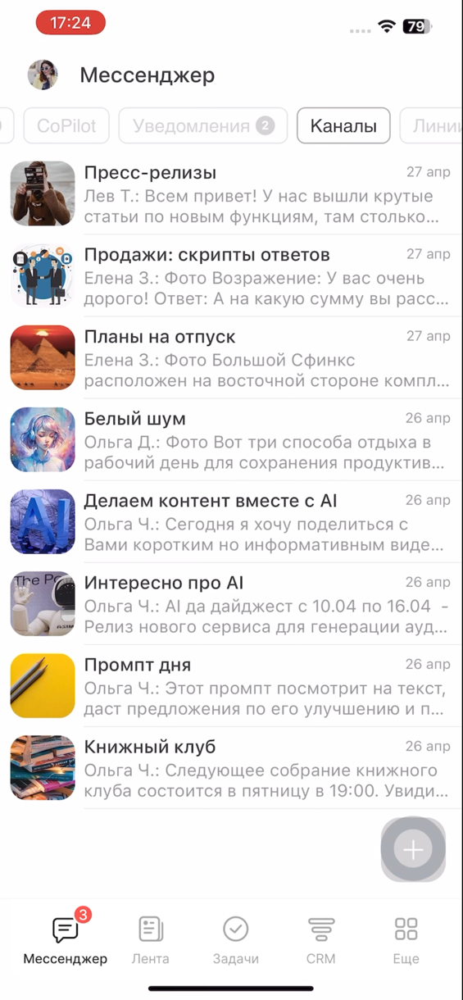 17:24
79
Мессенджер
CoPilot
Уведомления 2
Каналы
Лини
Пресс-релизы 27 апр
Лев Т.: Всем привет! У нас вышли крутые
статьи по новым функциям, там столько...
Продажи: скрипты ответов 27 апр
Елена З.: Фото Возражение: У вас очень
дорого! Ответ: А на какую сумму вы расс...
Планы на отпуск 27 апр
Елена З.: Фото Большой Сфинкс
расположен на восточной стороне компл...
Белый шум 26 апр
Ольга Д.: Фото Вот три способа отдыха в
рабочий день для сохранения продуктив...
Делаем контент вместе с AI 26 апр
Ольга Ч.: Сегодня я хочу поделиться с
Вами коротким но информативным виде...
AI
Интересно про AI 26 апр
Ольга Ч.: AI да дайджест с 10.04 по 16.04 -
Релиз нового сервиса для генерации ауд...
The Po
ASIM
Промпт дня 26 апр
Ольга Ч.: Этот промпт посмотрит на текст,
даст предложения по его улучшению и п...
Книжный клуб 26 апр
Ольга Ч.: Следующее собрание книжного
клуба состоится в пятницу в 19:00. Увиди...
3
Мессенджер
Лента
Задачи
CRM
Еще